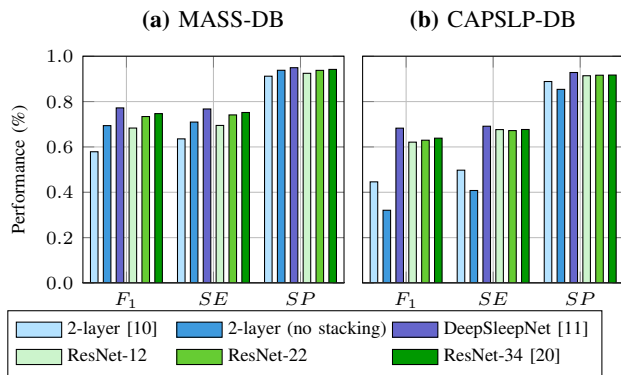 (a) MASS-DB (b) CAPSLP-DB
Performance (%)
1.0
0.8
0.6
0.4
0.2
0.0
F1 SE SP F1 SE SP
2-layer [10] 2-layer (no stacking) DeepSleepNet [11]
ResNet-12 ResNet-22 ResNet-34 [20]